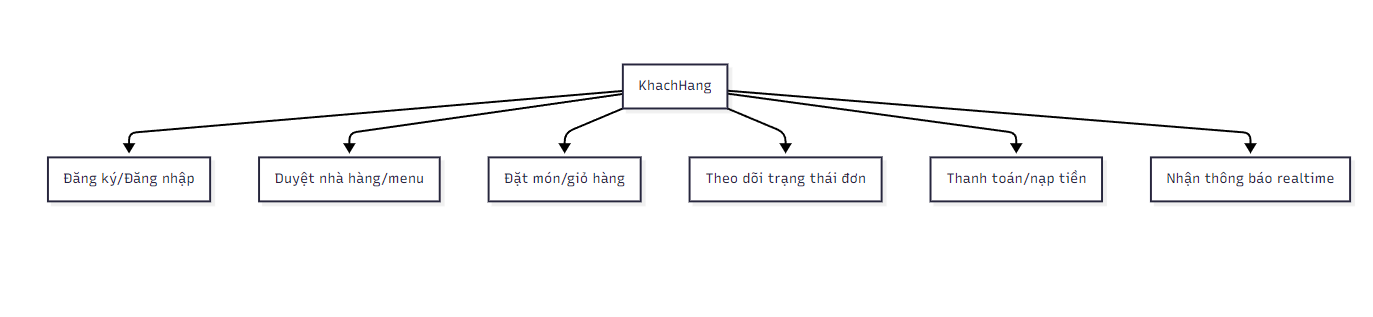 KhachHang
Đăng ký/Đăng nhập
Duyệt nhà hàng/menu
Đặt món/giỏ hàng
Theo dõi trạng thái đơn
Thanh toán/nạp tiền
Nhận thông báo realtime